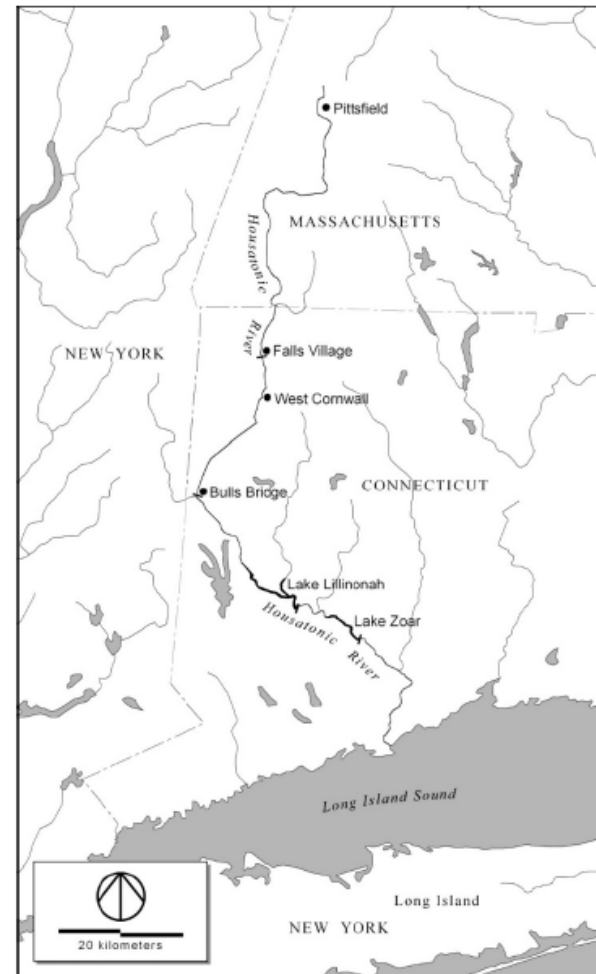 Pittsfield
MASSACHUSETTS
Housatonic
River
NEW YORK
Falls Village
West Cornwall
Bulls Bridge
CONNECTICUT
Lake Lillinonah
Lake Zoar
Housatonic River
Long Island Sound
Long Island
NEW YORK
20 kilometers